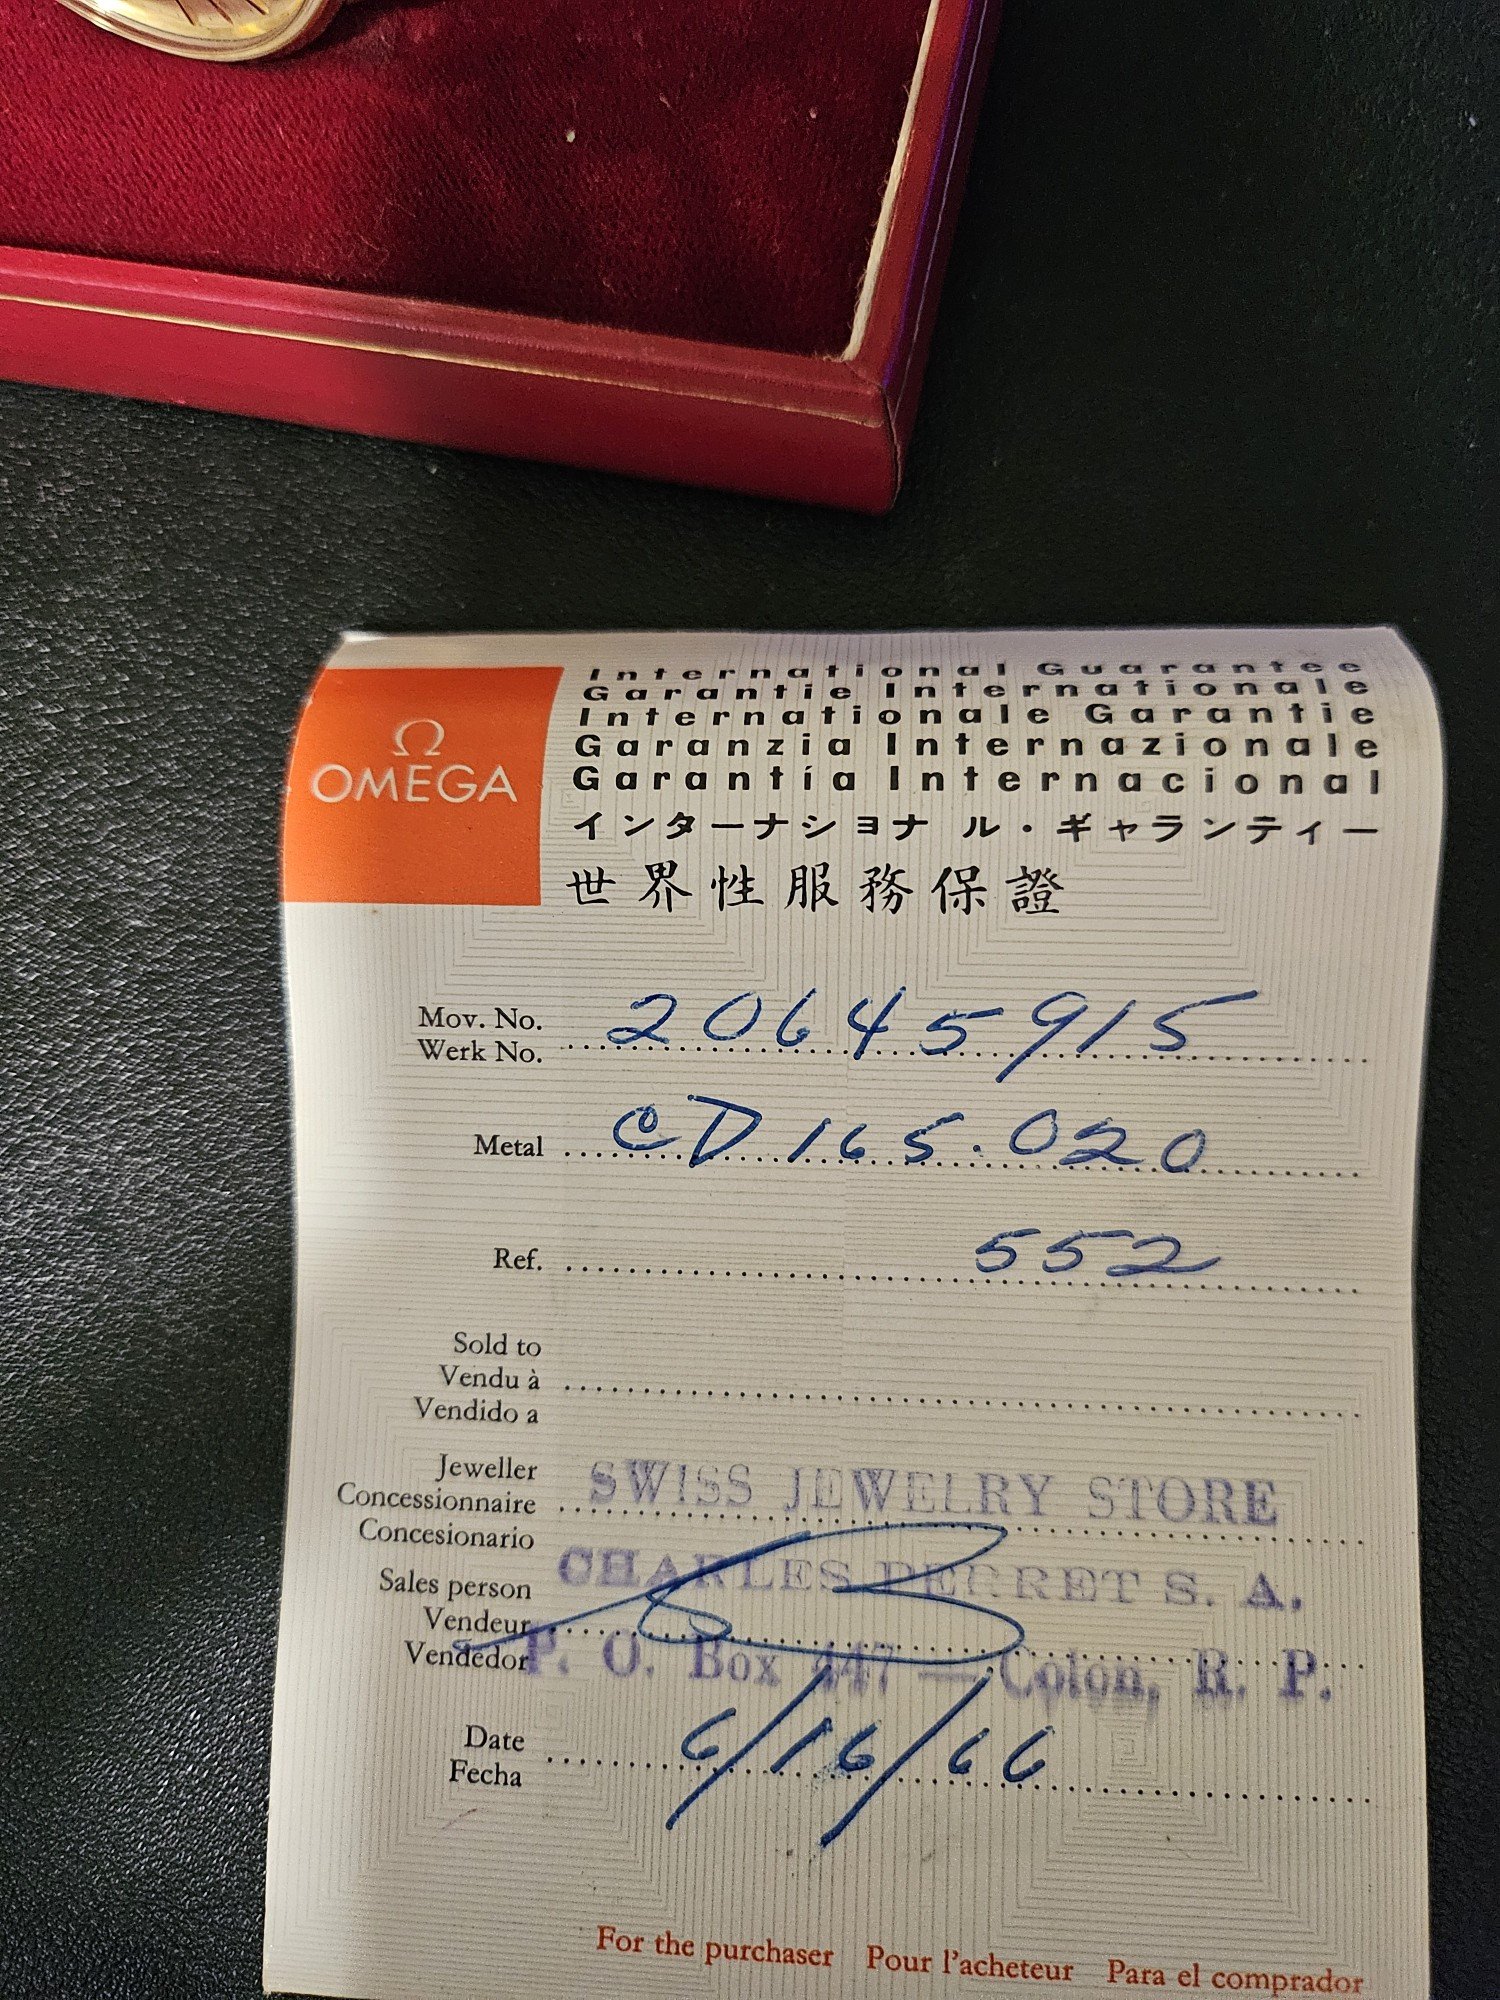 Ω
OMEGA
International Guarantee
Garantie Internationale
Internationale Garantie
Garanzia Internazionale
Garantía Internacional
インターナショナル・ギャランティー
世界性服務保證
Mov. No. 20645915
Werk No.
Metal CD 165.020
Ref. 552
Sold to
Vendu à
Vendido a
Jeweller
Concessionnaire SWISS JEWELRY STORE
Concesionario
CHARLES PERRET S. A.
Sales person
Vendeur
Vendedor P. O. Box 447 — Colon, R. P.
Date 6/16/66
Fecha
For the purchaser Pour l'acheteur Para el comprador